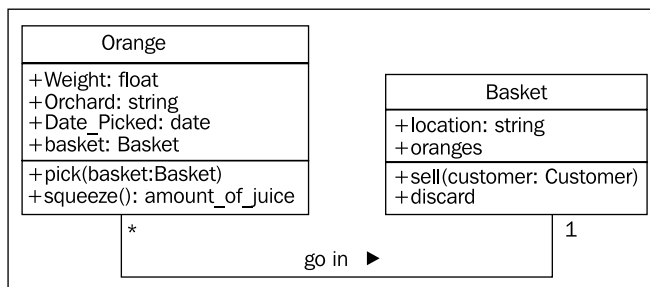 Orange
+Weight: float
+Orchard: string
+Date_Picked: date
+basket: Basket
+pick(basket:Basket)
+squeeze(): amount_of_juice
Basket
+location: string
+oranges
+sell(customer: Customer)
+discard
*
1
go in ►